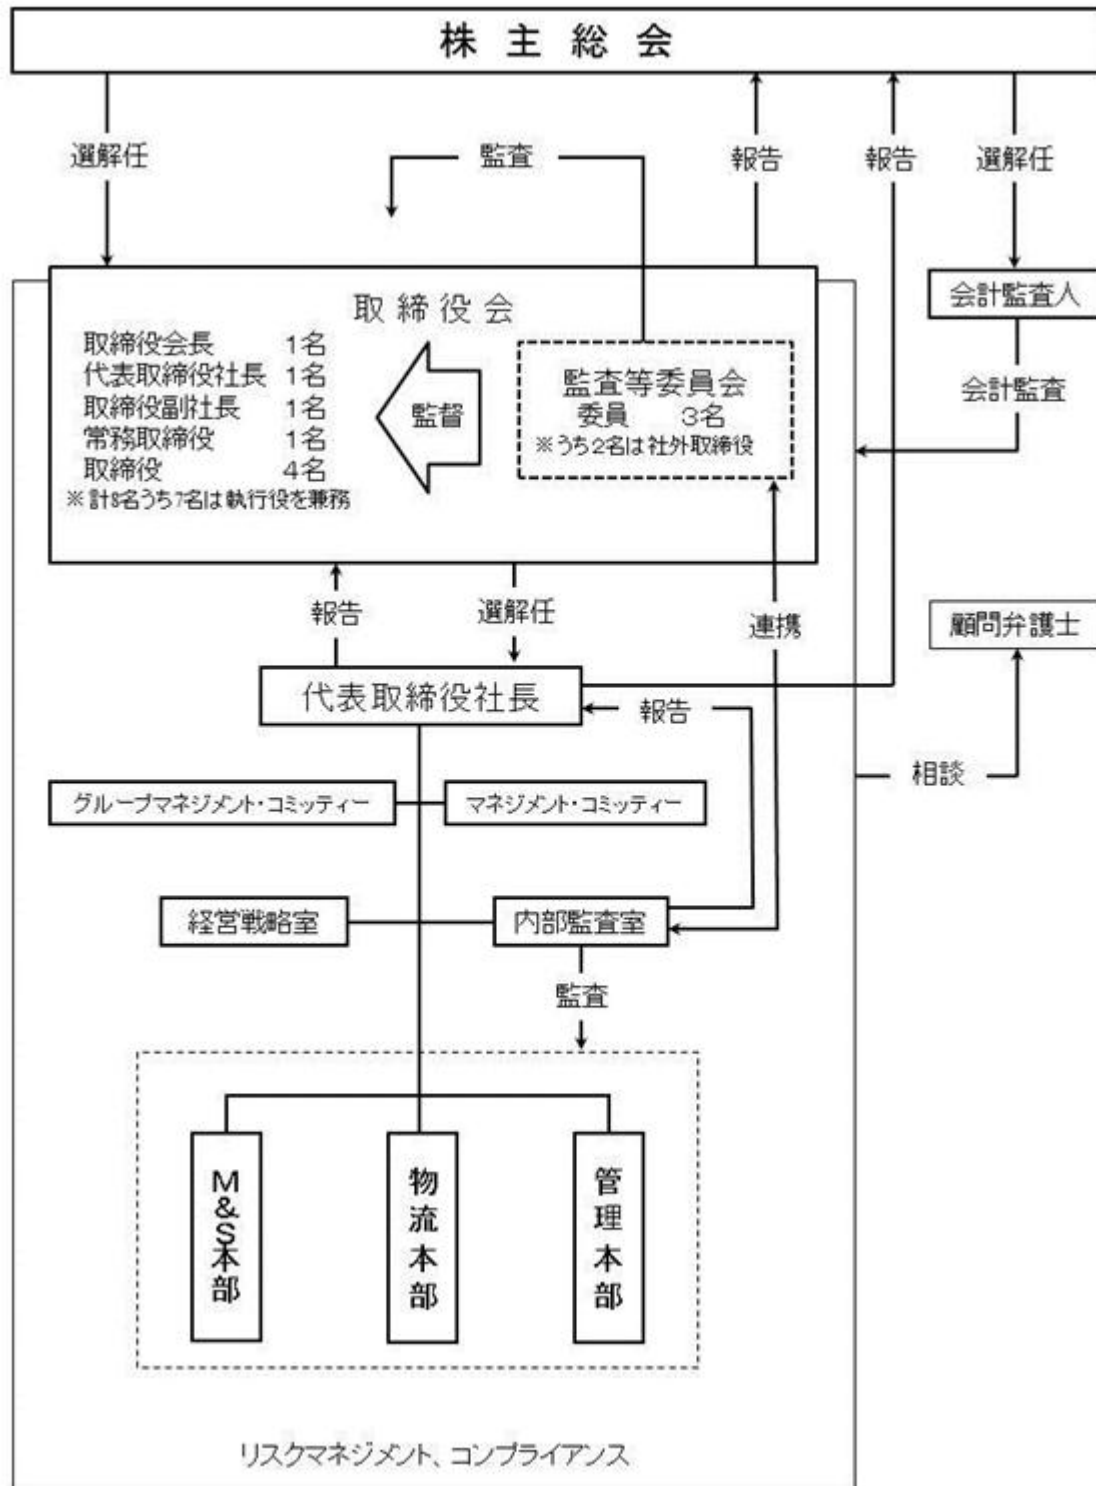 株主総会
選解任
監査
報告
報告
選解任
取締役会
取締役会長 1名
代表取締役社長 1名
取締役副社長 1名
常務取締役 1名
取締役 4名
※計8名うち7名は執行役を兼務
監督
監査等委員会
委員 3名
※うち2名は社外取締役
会計監査人
会計監査
報告
選解任
連携
顧問弁護士
代表取締役社長
報告
相談
グループマネジメント・コミッティー
マネジメント・コミッティー
経営戦略室
内部監査室
監査
M&S本部
物流本部
管理本部
リスクマネジメント、コンプライアンス